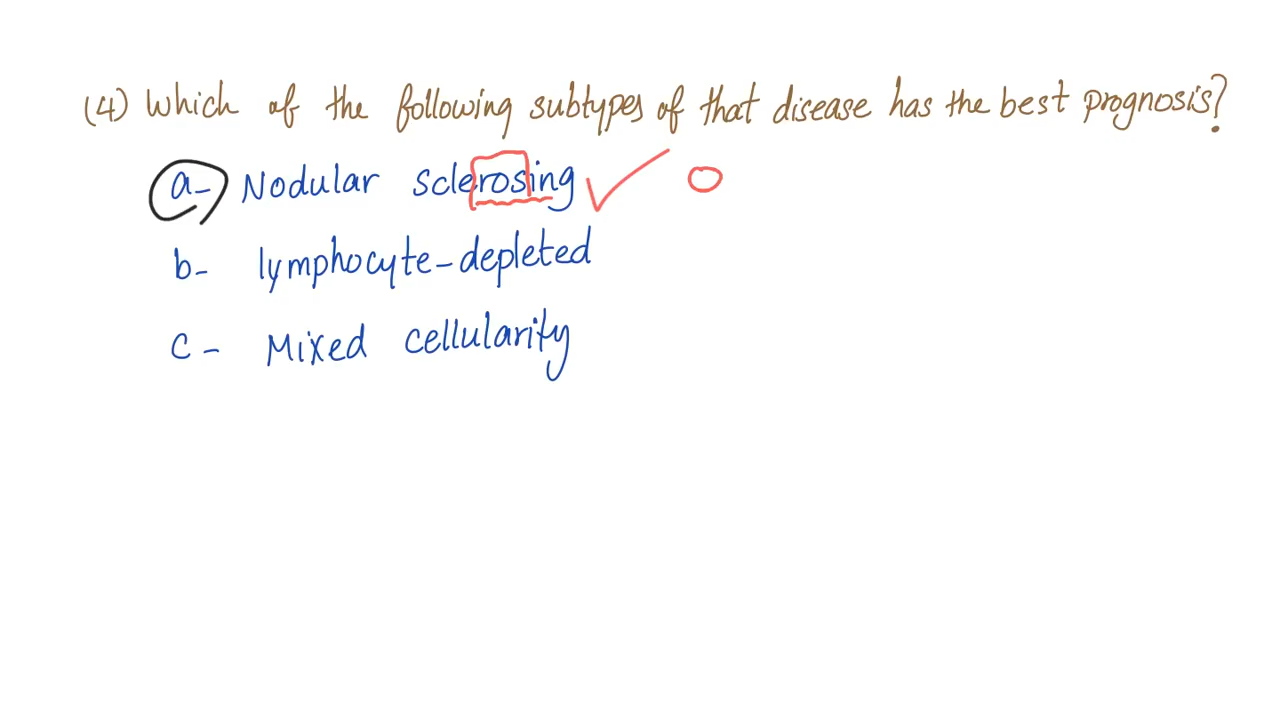 (4) Which of the following subtypes of that disease has the best prognosis?
a- Nodular sclerosing
b- lymphocyte-depleted
c- Mixed cellularity